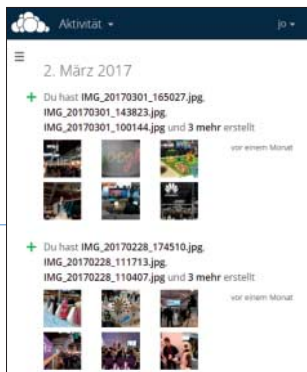 Aktivität
jo
2. März 2017
Du hast IMG_20170301_165027.jpg,
IMG_20170301_143823.jpg,
IMG_20170301_100144.jpg und 3 mehr erstellt
vor einem Monat
Du hast IMG_20170228_174510.jpg,
IMG_20170228_111713.jpg,
IMG_20170228_110407.jpg und 3 mehr erstellt
vor einem Monat